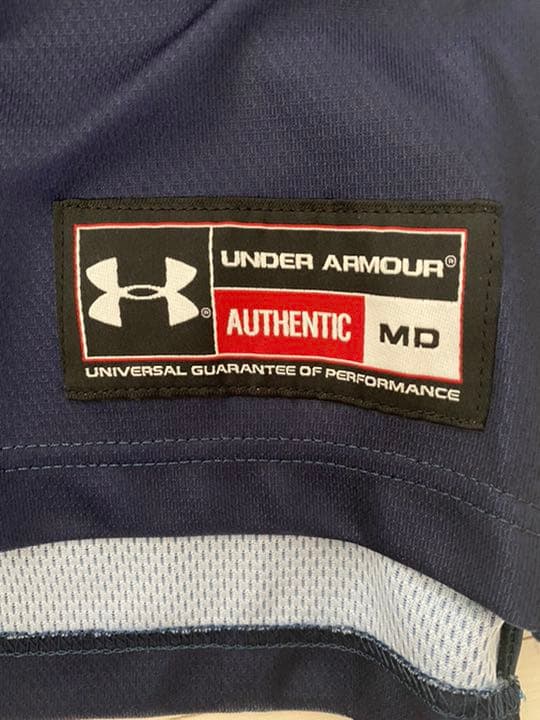 UNDER ARMOUR®
®
AUTHENTIC MD
UNIVERSAL GUARANTEE OF PERFORMANCE